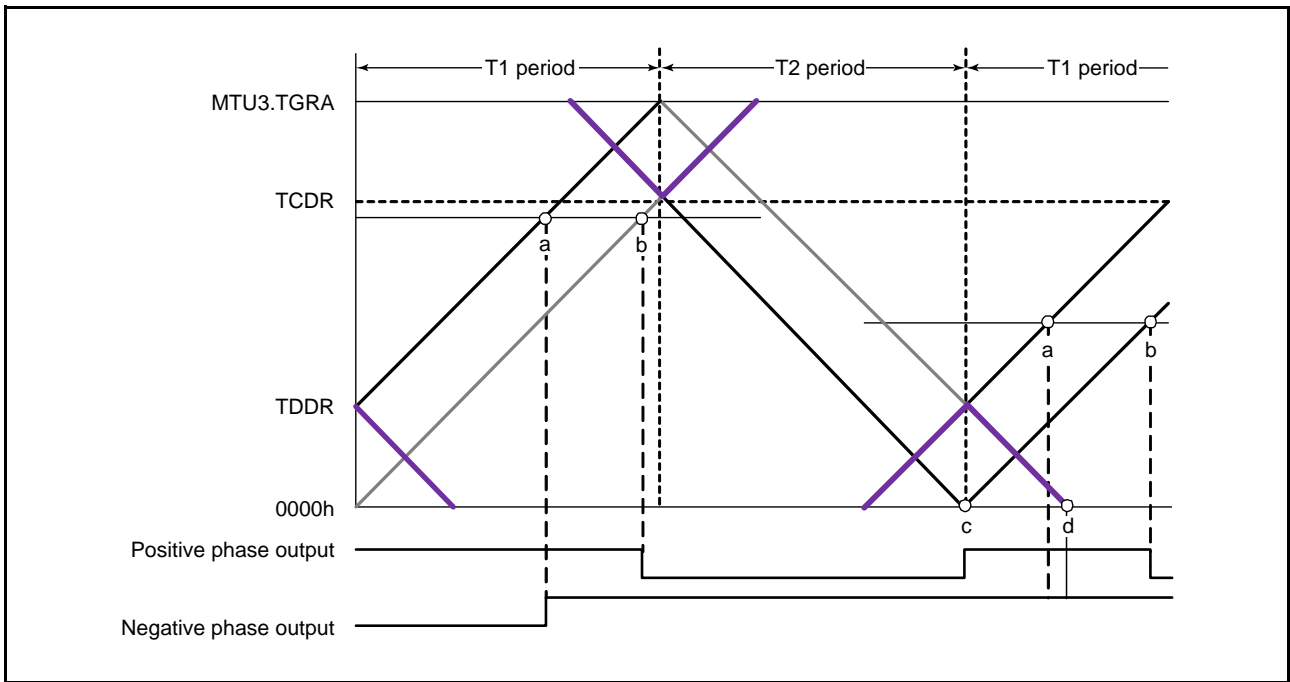 T1 period
T2 period
T1 period
MTU3.TGRA
TCDR
a
b
a
b
TDDR
0000h
c
d
Positive phase output
Negative phase output